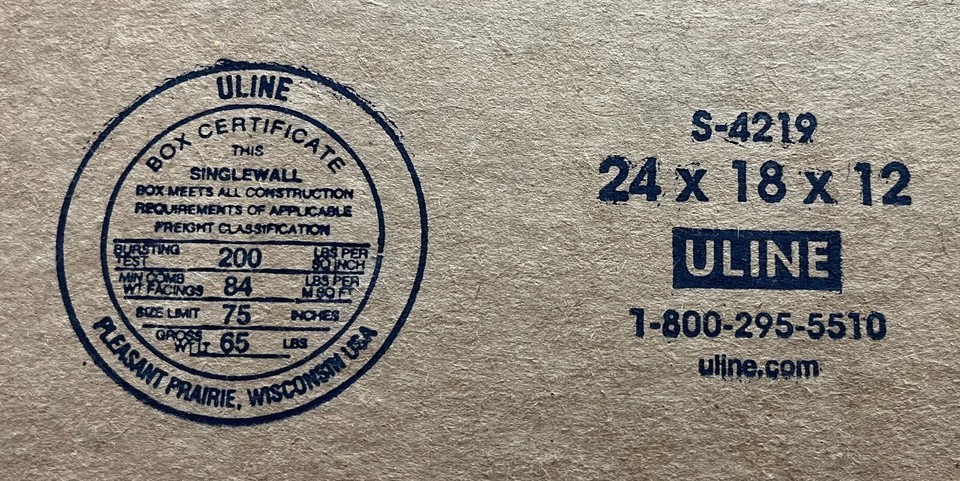 ULINE
BOX CERTIFICATE
THIS
SINGLEWALL
BOX MEETS ALL CONSTRUCTION
REQUIREMENTS OF APPLICABLE
FREIGHT CLASSIFICATION
BURSTING TEST 200 LBS PER SQ INCH
MIN COMB WT FACINGS 84 LBS PER M SQ FT
SIZE LIMIT 75 INCHES
GROSS WT LT 65 LBS
PLEASANT PRAIRIE, WISCONSIN USA
S-4219
24 x 18 x 12
ULINE
1-800-295-5510
uline.com